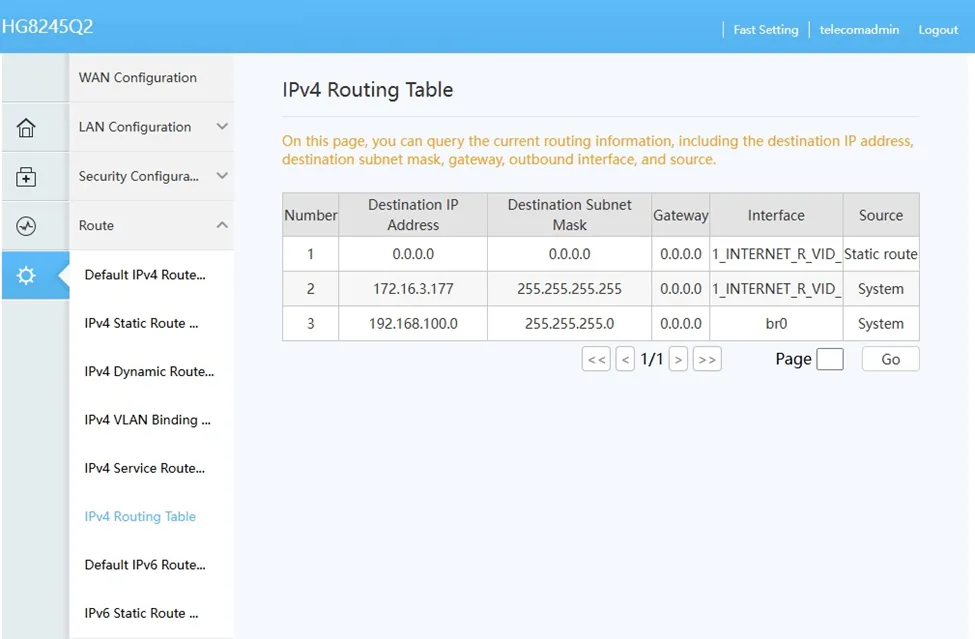 HG8245Q2
Fast Setting
telecomadmin
Logout
WAN Configuration
LAN Configuration
Security Configura...
Route
Default IPv4 Route...
IPv4 Static Route ...
IPv4 Dynamic Route...
IPv4 VLAN Binding ...
IPv4 Service Route...
IPv4 Routing Table
Default IPv6 Route...
IPv6 Static Route ...
IPv4 Routing Table
On this page, you can query the current routing information, including the destination IP address,
destination subnet mask, gateway, outbound interface, and source.
Number Destination IP Address Destination Subnet Mask Gateway Interface Source
1 0.0.0.0 0.0.0.0 0.0.0.0 1_INTERNET_R_VID_ Static route
2 172.16.3.177 255.255.255.255 0.0.0.0 1_INTERNET_R_VID_ System
3 192.168.100.0 255.255.255.0 0.0.0.0 br0 System
<< < 1/1 > >> Page Go